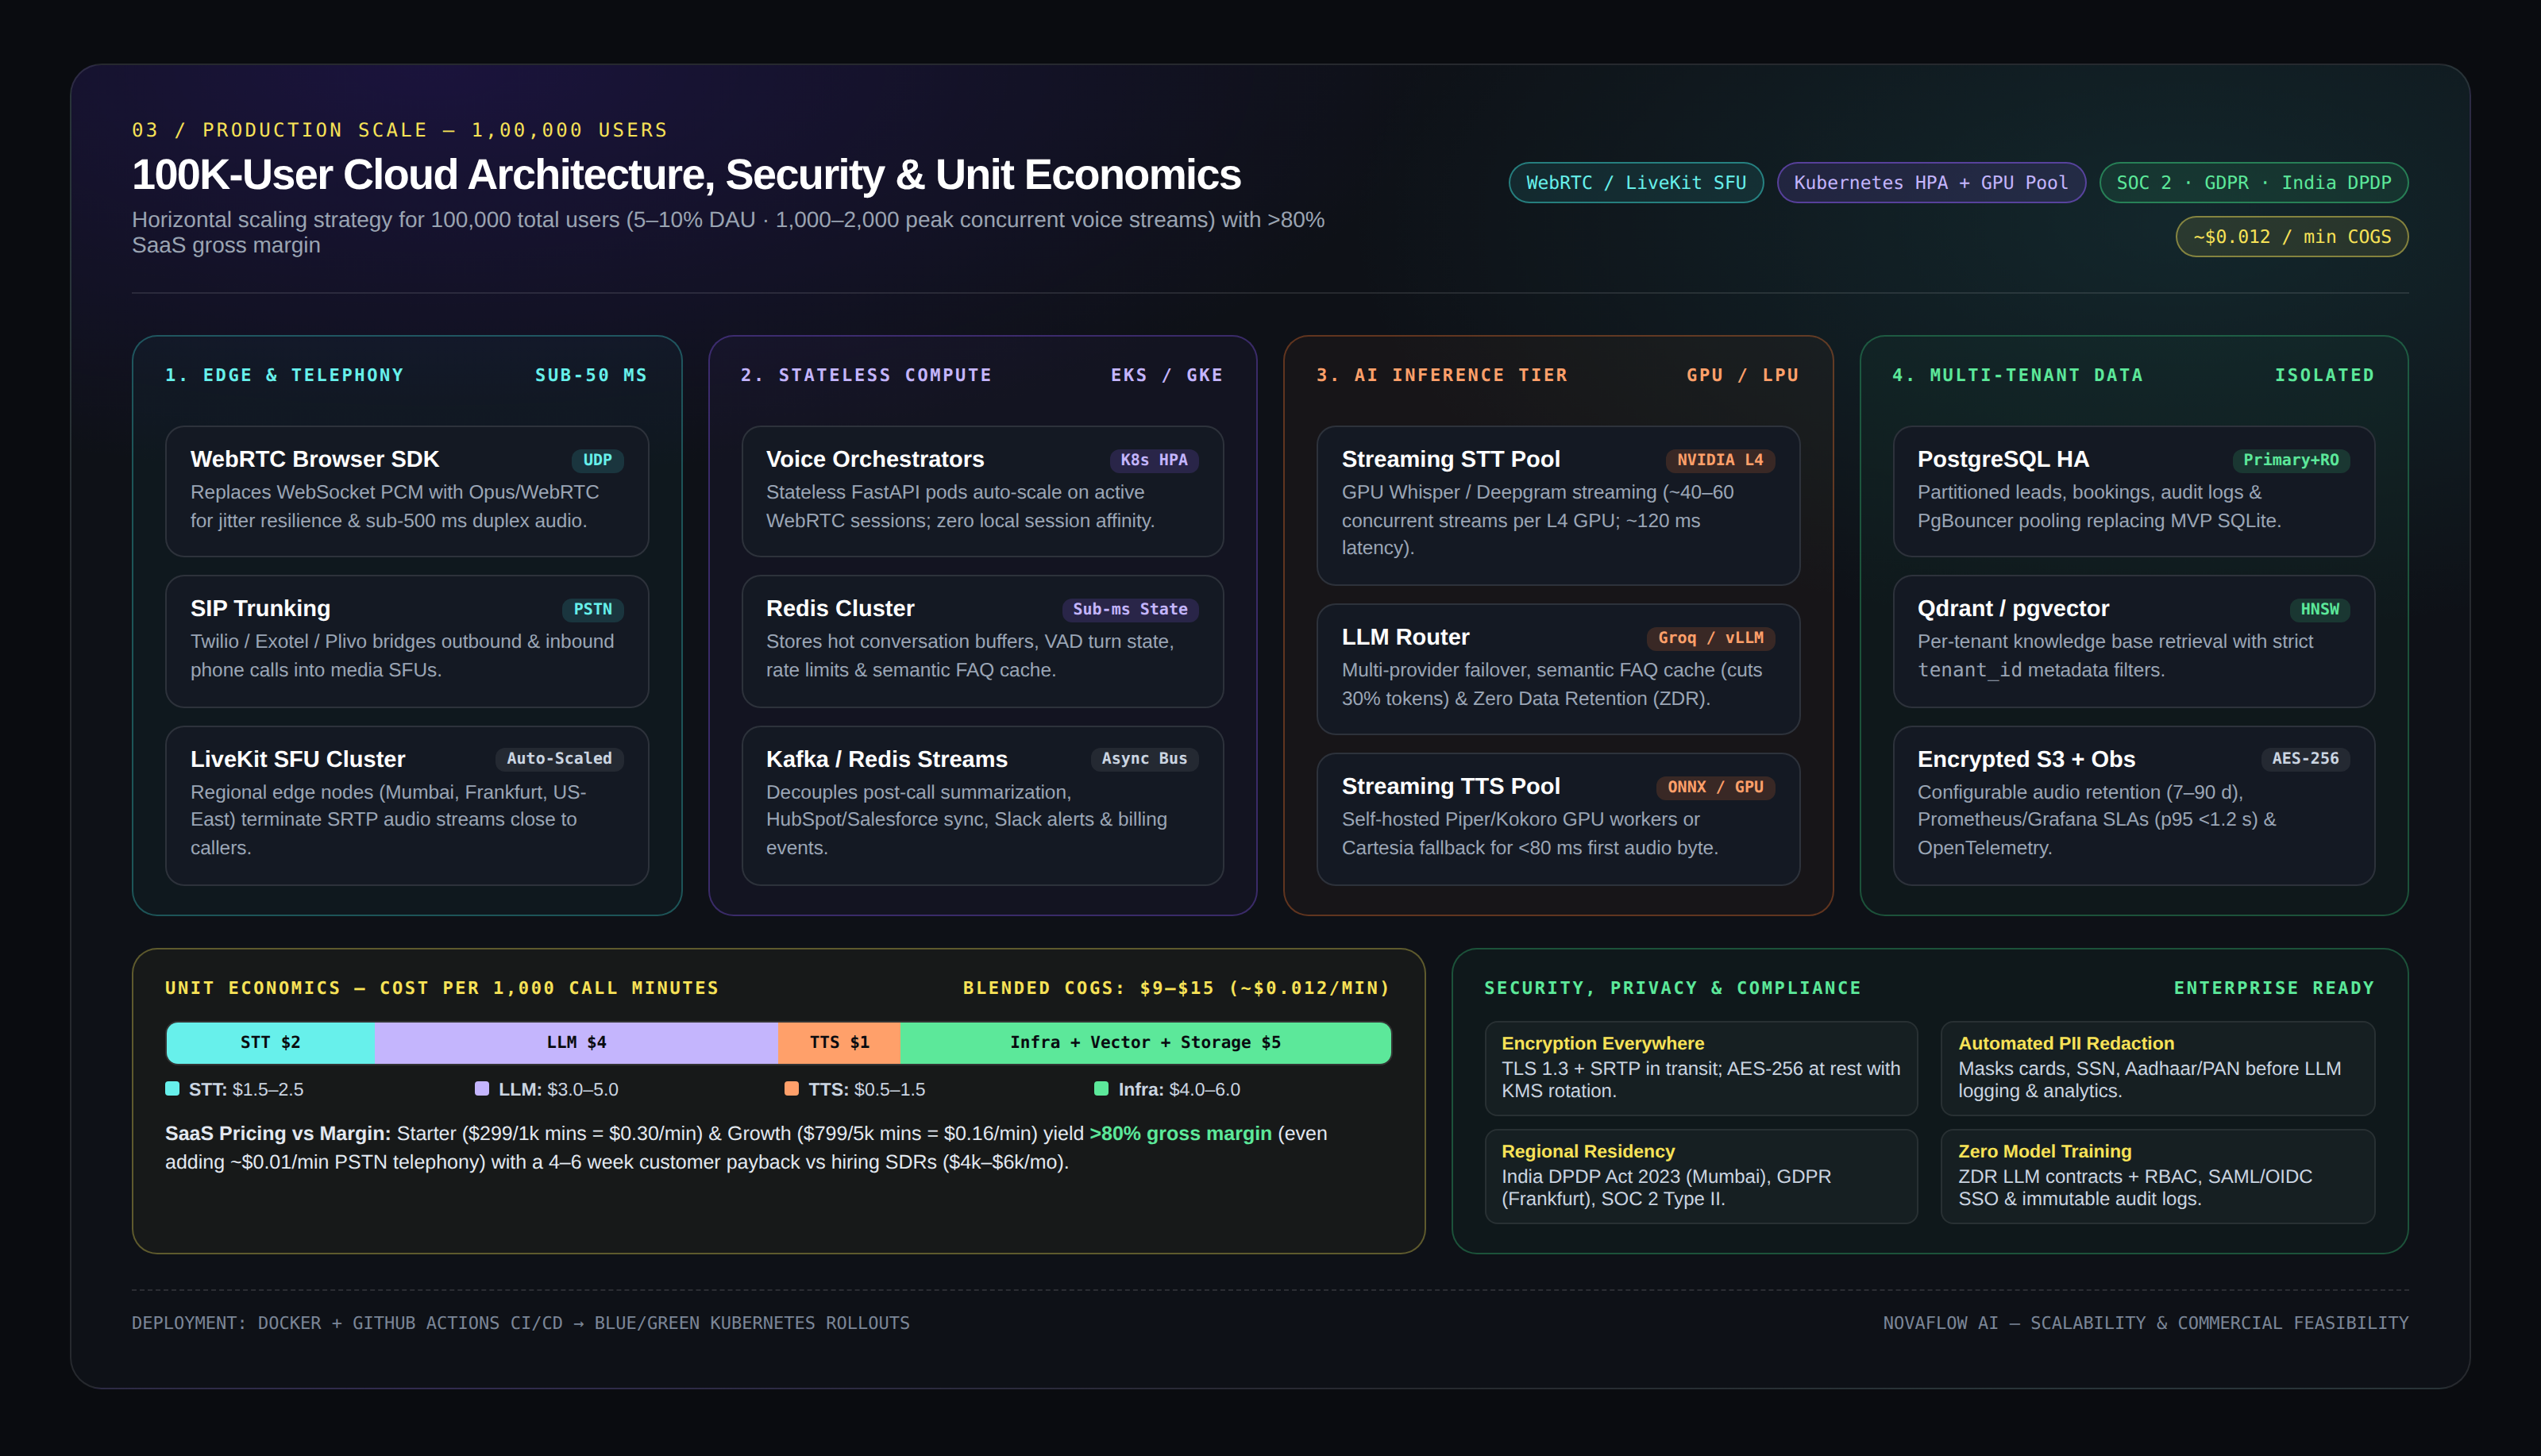 03 / PRODUCTION SCALE — 1,00,000 USERS
100K-User Cloud Architecture, Security & Unit Economics
Horizontal scaling strategy for 100,000 total users (5–10% DAU · 1,000–2,000 peak concurrent voice streams) with >80%
SaaS gross margin
WebRTC / LiveKit SFU
Kubernetes HPA + GPU Pool
SOC 2 · GDPR · India DPDP
~$0.012 / min COGS
1. EDGE & TELEPHONY
SUB-50 MS
WebRTC Browser SDK
UDP
Replaces WebSocket PCM with Opus/WebRTC
for jitter resilience & sub-500 ms duplex audio.
SIP Trunking
PSTN
Twilio / Exotel / Plivo bridges outbound & inbound
phone calls into media SFUs.
LiveKit SFU Cluster
Auto-Scaled
Regional edge nodes (Mumbai, Frankfurt, US-
East) terminate SRTP audio streams close to
callers.
2. STATELESS COMPUTE
EKS / GKE
Voice Orchestrators
K8s HPA
Stateless FastAPI pods auto-scale on active
WebRTC sessions; zero local session affinity.
Redis Cluster
Sub-ms State
Stores hot conversation buffers, VAD turn state,
rate limits & semantic FAQ cache.
Kafka / Redis Streams
Async Bus
Decouples post-call summarization,
HubSpot/Salesforce sync, Slack alerts & billing
events.
3. AI INFERENCE TIER
GPU / LPU
Streaming STT Pool
NVIDIA L4
GPU Whisper / Deepgram streaming (~40–60
concurrent streams per L4 GPU; ~120 ms
latency).
LLM Router
Groq / vLLM
Multi-provider failover, semantic FAQ cache (cuts
30% tokens) & Zero Data Retention (ZDR).
Streaming TTS Pool
ONNX / GPU
Self-hosted Piper/Kokoro GPU workers or
Cartesia fallback for <80 ms first audio byte.
4. MULTI-TENANT DATA
ISOLATED
PostgreSQL HA
Primary+RO
Partitioned leads, bookings, audit logs &
PgBouncer pooling replacing MVP SQLite.
Qdrant / pgvector
HNSW
Per-tenant knowledge base retrieval with strict
tenant_id metadata filters.
Encrypted S3 + Obs
AES-256
Configurable audio retention (7–90 d),
Prometheus/Grafana SLAs (p95 <1.2 s) &
OpenTelemetry.
UNIT ECONOMICS — COST PER 1,000 CALL MINUTES
BLENDED COGS: $9–$15 (~$0.012/MIN)
STT $2
LLM $4
TTS $1
Infra + Vector + Storage $5
STT: $1.5–2.5
LLM: $3.0–5.0
TTS: $0.5–1.5
Infra: $4.0–6.0
SaaS Pricing vs Margin: Starter ($299/1k mins = $0.30/min) & Growth ($799/5k mins = $0.16/min) yield >80% gross margin (even
adding ~$0.01/min PSTN telephony) with a 4–6 week customer payback vs hiring SDRs ($4k–$6k/mo).
SECURITY, PRIVACY & COMPLIANCE
ENTERPRISE READY
Encryption Everywhere
TLS 1.3 + SRTP in transit; AES-256 at rest with
KMS rotation.
Automated PII Redaction
Masks cards, SSN, Aadhaar/PAN before LLM
logging & analytics.
Regional Residency
India DPDP Act 2023 (Mumbai), GDPR
(Frankfurt), SOC 2 Type II.
Zero Model Training
ZDR LLM contracts + RBAC, SAML/OIDC
SSO & immutable audit logs.
DEPLOYMENT: DOCKER + GITHUB ACTIONS CI/CD → BLUE/GREEN KUBERNETES ROLLOUTS
NOVAFLOW AI — SCALABILITY & COMMERCIAL FEASIBILITY